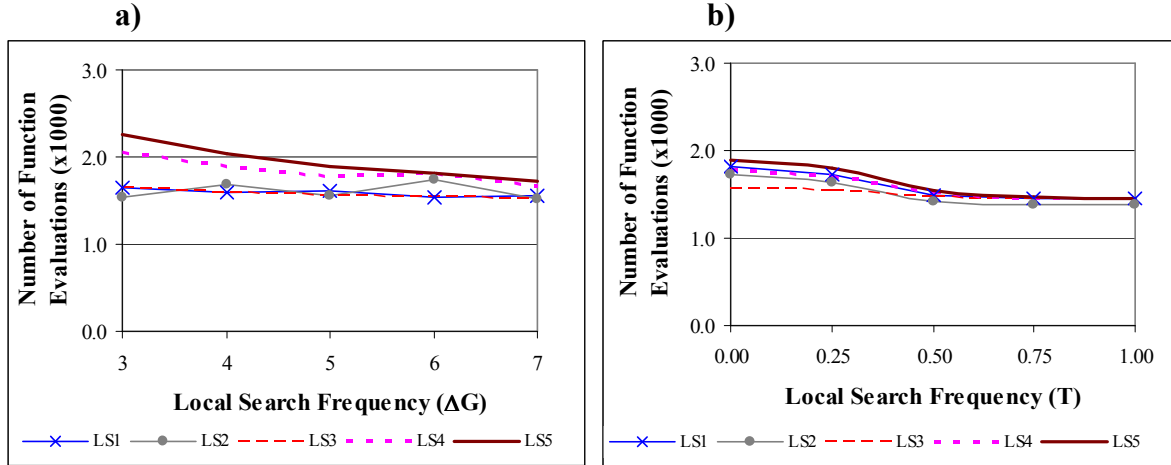 a)
Number of Function
Evaluations (x1000)
3.0
2.0
1.0
0.0
3 4 5 6 7
Local Search Frequency (ΔG)
LS1 LS2 LS3 LS4 LS5
b)
Number of Function
Evaluations (x1000)
3.0
2.0
1.0
0.0
0.00 0.25 0.50 0.75 1.00
Local Search Frequency (T)
LS1 LS2 LS3 LS4 LS5